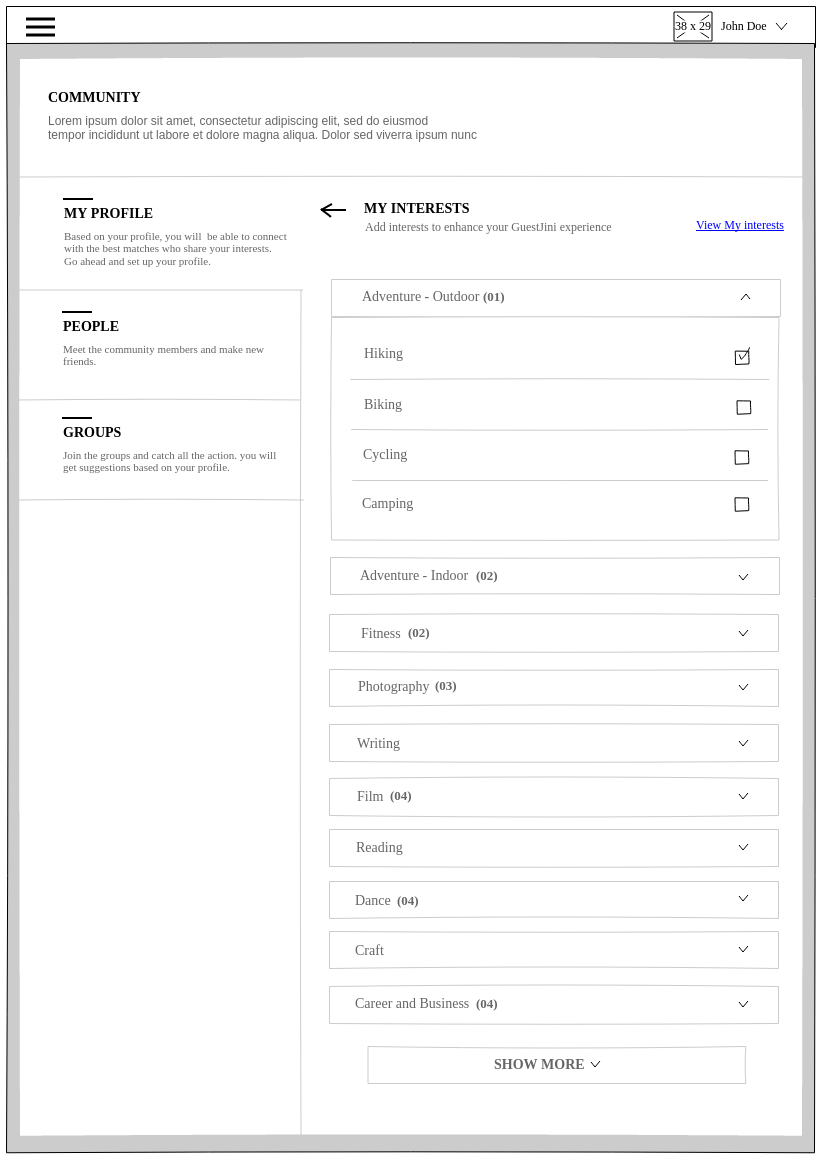 38 x 29 John Doe
COMMUNITY
Lorem ipsum dolor sit amet, consectetur adipiscing elit, sed do eiusmod
tempor incididunt ut labore et dolore magna aliqua. Dolor sed viverra ipsum nunc
MY PROFILE
Based on your profile, you will be able to connect
with the best matches who share your interests.
Go ahead and set up your profile.
PEOPLE
Meet the community members and make new
friends.
GROUPS
Join the groups and catch all the action. you will
get suggestions based on your profile.
MY INTERESTS
Add interests to enhance your GuestJini experience
View My interests
Adventure - Outdoor (01)
Hiking
Biking
Cycling
Camping
Adventure - Indoor (02)
Fitness (02)
Photography (03)
Writing
Film (04)
Reading
Dance (04)
Craft
Career and Business (04)
SHOW MORE